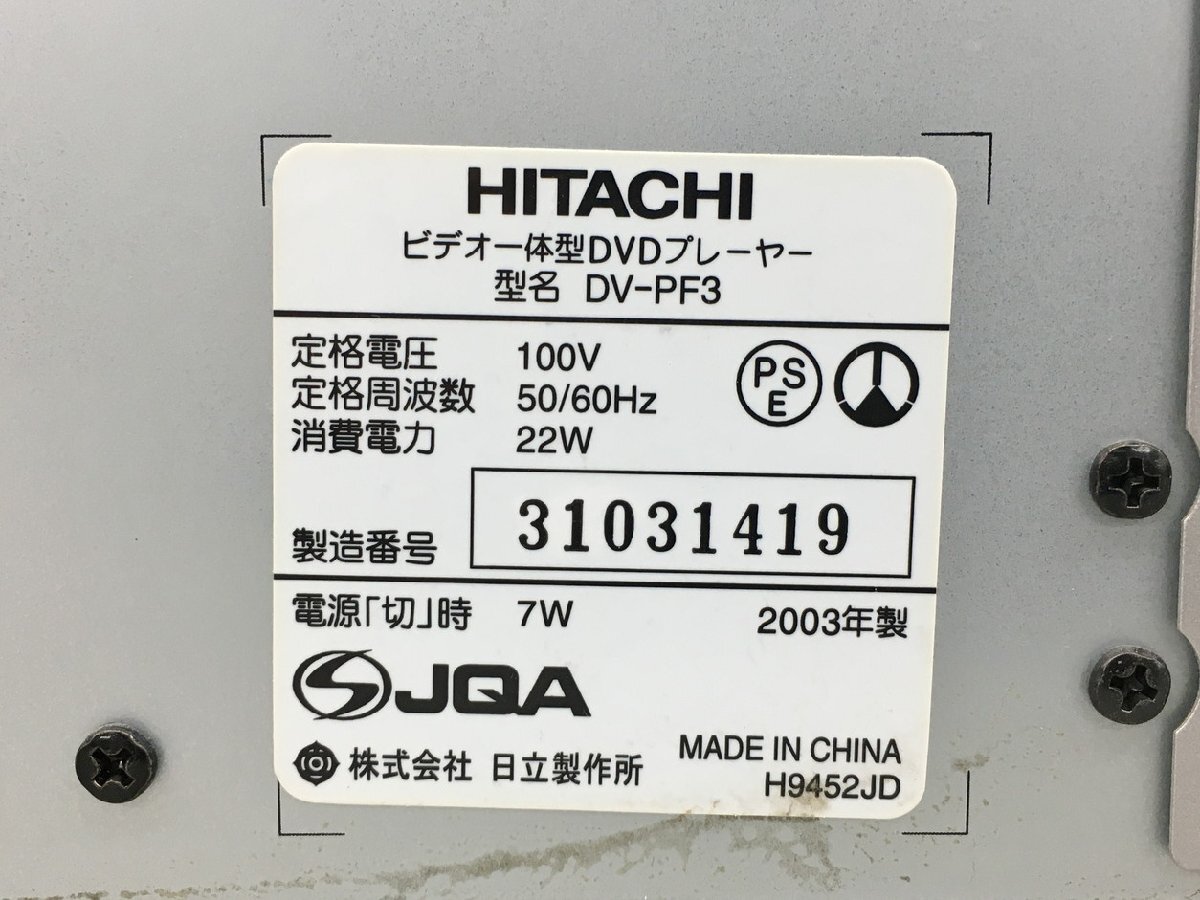 HITACHI
ビデオ一体型DVDプレーヤー
型名 DV-PF3
定格電圧 100V
定格周波数 50/60Hz
消費電力 22W
PS
E
製造番号 31031419
電源「切」時 7W
2003年製
JQA
株式会社 日立製作所
MADE IN CHINA
H9452JD